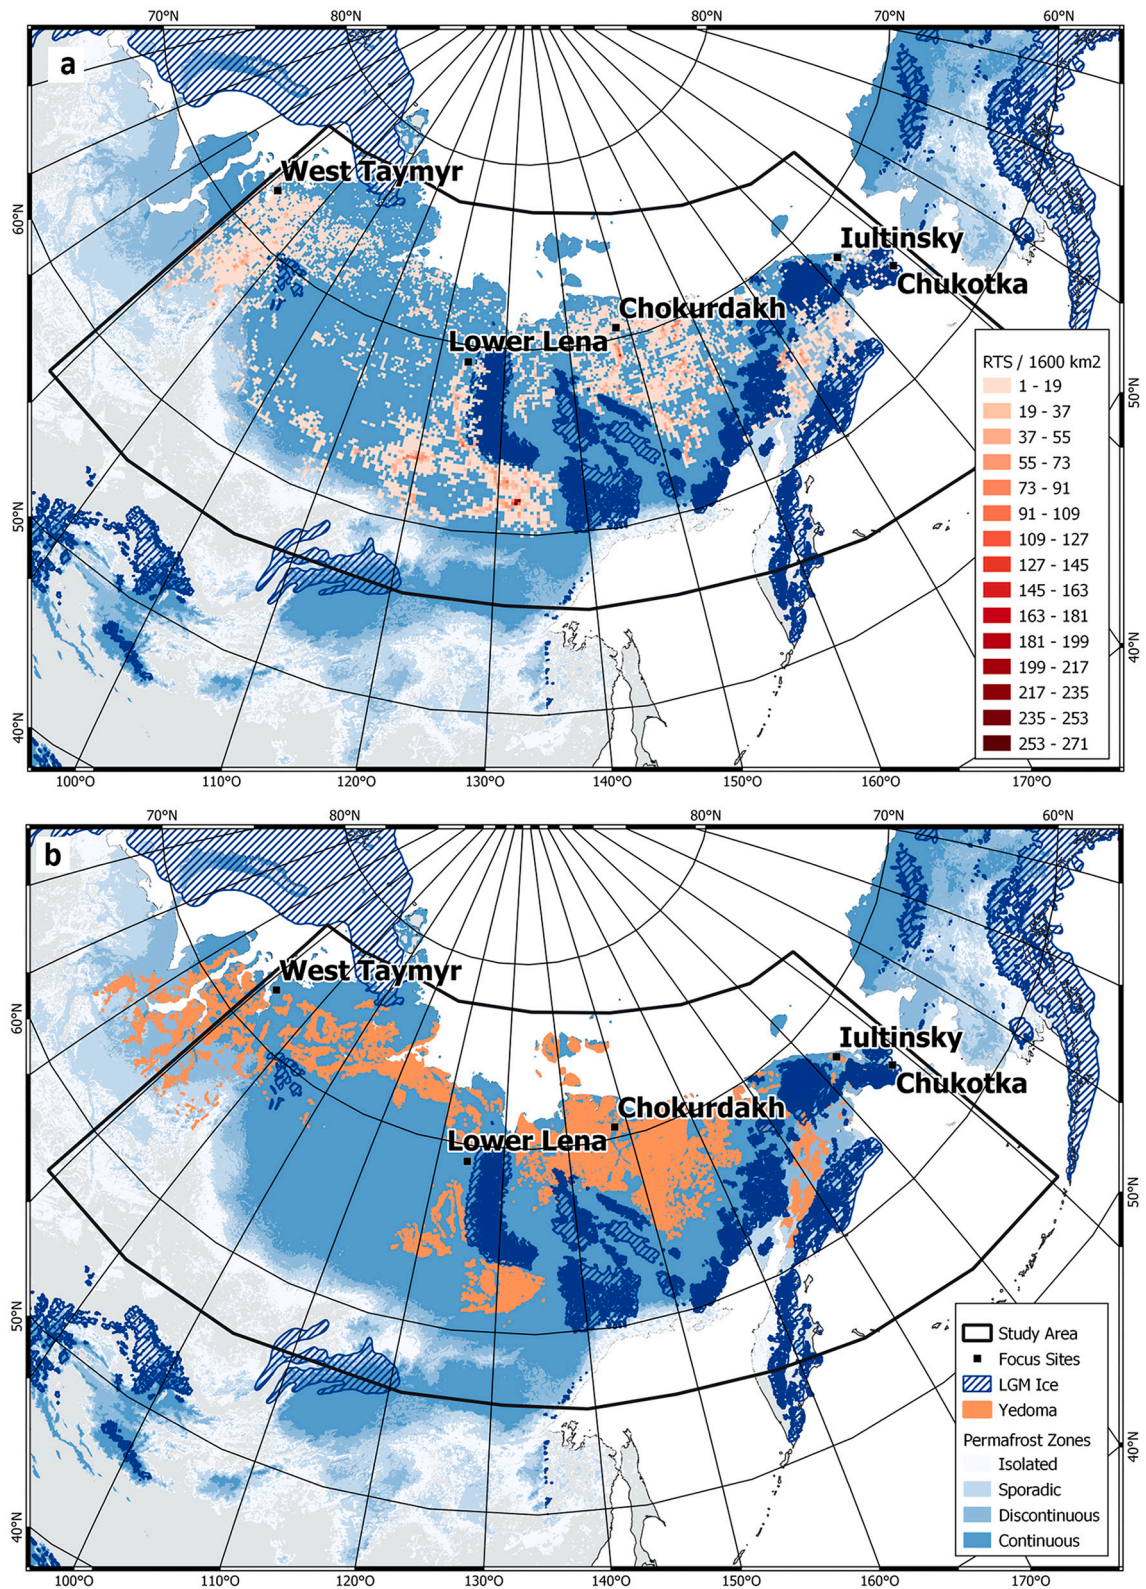 70°N 80°N 80°N 70°N 60°N
a
West Taymyr
60°N
Iultinsky
Chukotka
Chokurdakh
Lower Lena
RTS / 1600 km2
1 - 19
19 - 37
37 - 55
55 - 73
73 - 91
91 - 109
109 - 127
127 - 145
145 - 163
163 - 181
181 - 199
199 - 217
217 - 235
235 - 253
253 - 271
50°N
50°N
40°N
40°N
100°O 110°O 120°O 130°O 140°O 150°O 160°O 170°O
70°N 80°N 80°N 70°N 60°N
b
West Taymyr
60°N
Iultinsky
Chukotka
Chokurdakh
Lower Lena
50°N
50°N
Study Area
Focus Sites
LGM Ice
Yedoma
Permafrost Zones
Isolated
Sporadic
Discontinuous
Continuous
40°N
40°N
100°O 110°O 120°O 130°O 140°O 150°O 160°O 170°O